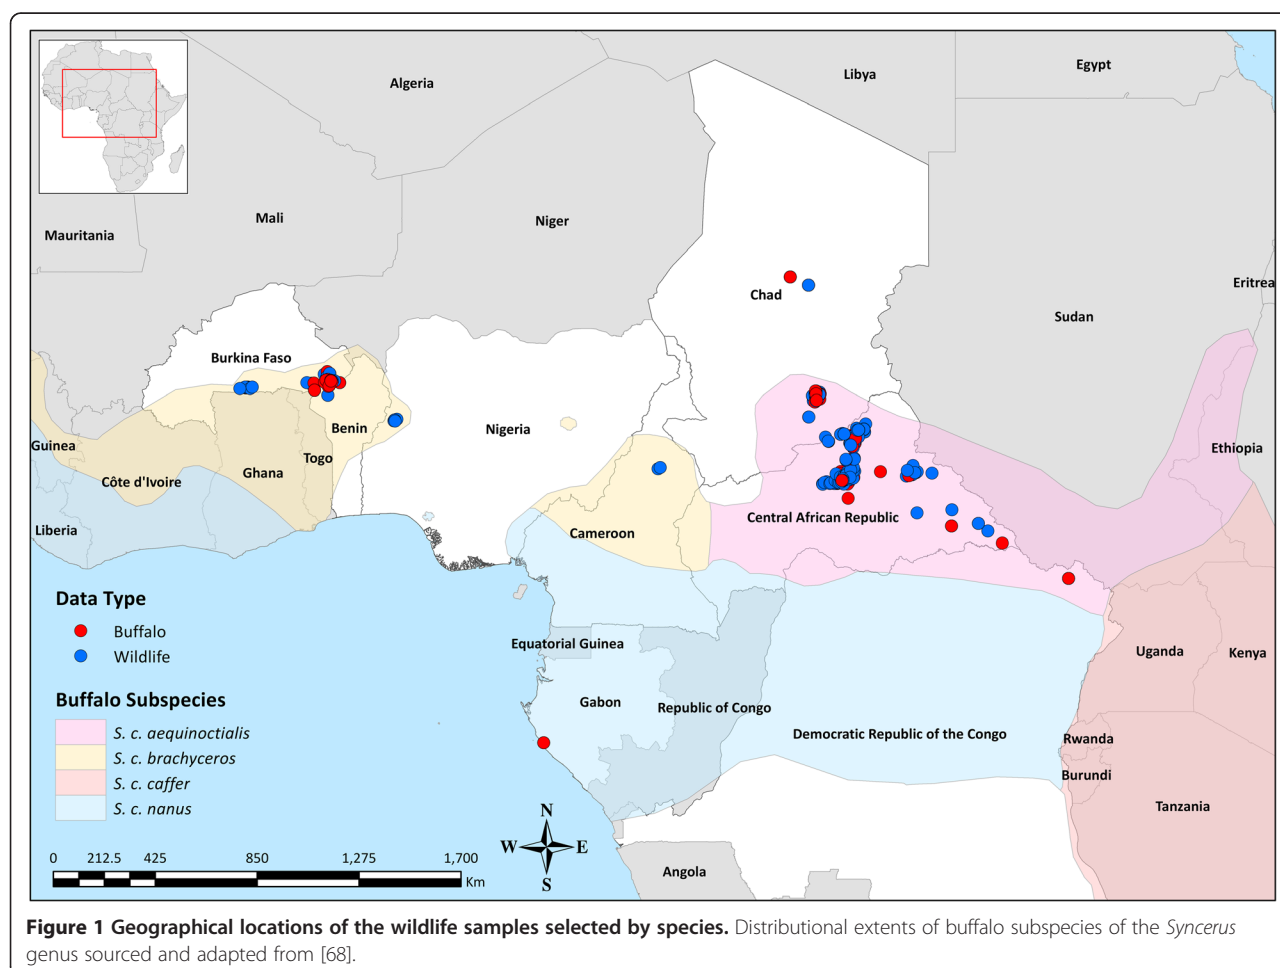 Algeria
Libya
Egypt
Mali
Niger
Mauritania
Chad
Eritrea
Sudan
Burkina Faso
Benin
Nigeria
Guinea
Ghana
Togo
Ethiopia
Côte d'Ivoire
Liberia
Cameroon
Central African Republic
Data Type
Buffalo
Wildlife
Equatorial Guinea
Uganda
Kenya
Buffalo Subspecies
Gabon
Republic of Congo
S. c. aequinoctialis
Democratic Republic of the Congo
Rwanda
S. c. brachyceros
S. c. caffer
Burundi
S. c. nanus
Tanzania
N
W E
S
0 212.5 425 850 1,275 1,700
Km
Angola
Figure 1 Geographical locations of the wildlife samples selected by species. Distributional extents of buffalo subspecies of the Syncerus
genus sourced and adapted from [68].